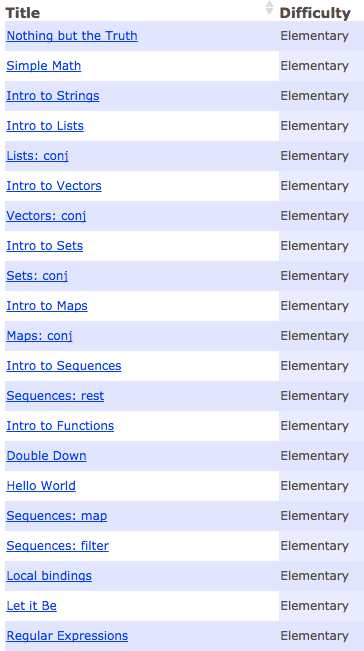 Title Difficulty
Nothing but the Truth Elementary
Simple Math Elementary
Intro to Strings Elementary
Intro to Lists Elementary
Lists: conj Elementary
Intro to Vectors Elementary
Vectors: conj Elementary
Intro to Sets Elementary
Sets: conj Elementary
Intro to Maps Elementary
Maps: conj Elementary
Intro to Sequences Elementary
Sequences: rest Elementary
Intro to Functions Elementary
Double Down Elementary
Hello World Elementary
Sequences: map Elementary
Sequences: filter Elementary
Local bindings Elementary
Let it Be Elementary
Regular Expressions Elementary